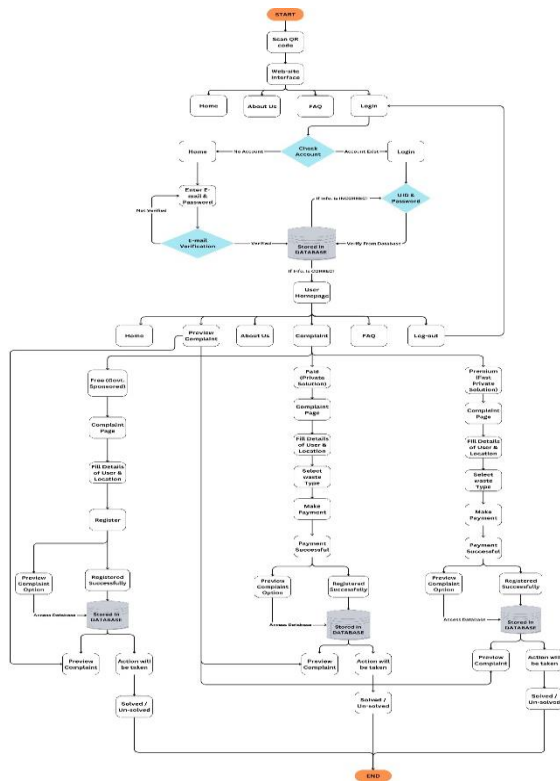 START
Scan QR
code
Web-site
Interface
Home
About Us
FAQ
Login
Home
No Account
Check
Account
Account Exist
Login
Enter E-
mail &
Password
Not Verified
If info. is INCORRECT
U-ID &
Password
E-mail
Verification
Verified
Stored in
DATABASE
Verify From Database
If info. is CORRECT
User
Homepage
Home
Preview
Complaint
About Us
Complaint
FAQ
Log-out
Free (Govt.
Sponsored)
Complaint
Page
Fill Details
of User &
Location
Register
Preview
Complaint
Option
Registered
Successfully
Access Database
Stored in
DATABASE
Preview
Complaint
Action will
be taken
Solved /
Un-solved
Paid
(Private
Solution)
Complaint
Page
Fill Details
of User &
Location
Select
waste
Type
Make
Payment
Payment
Successful
Preview
Complaint
Option
Registered
Successfully
Access Database
Stored in
DATABASE
Preview
Complaint
Action will
be taken
Solved /
Un-solved
Premium
(Fast
Private
Solution)
Complaint
Page
Fill Details
of User &
Location
Select
waste
Type
Make
Payment
Payment
Successful
Preview
Complaint
Option
Registered
Successfully
Access Database
Stored in
DATABASE
Preview
Complaint
Action will
be taken
Solved /
Un-solved
END